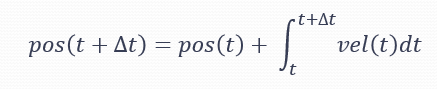 pos(t + Δt) = pos(t) + ∫_t^{t+Δt} vel(t)dt